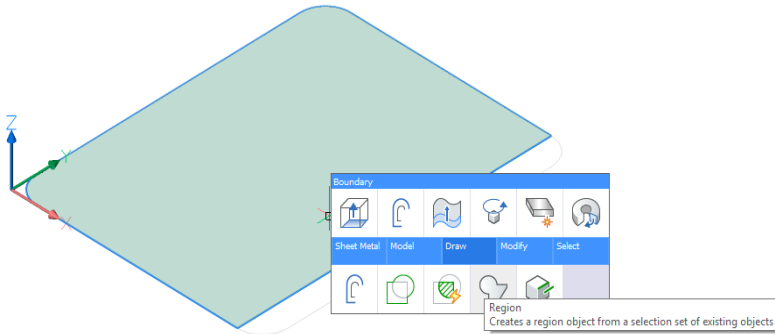 Z
Y
X
Boundary
Sheet Metal Model Draw Modify Select
Region
Creates a region object from a selection set of existing objects